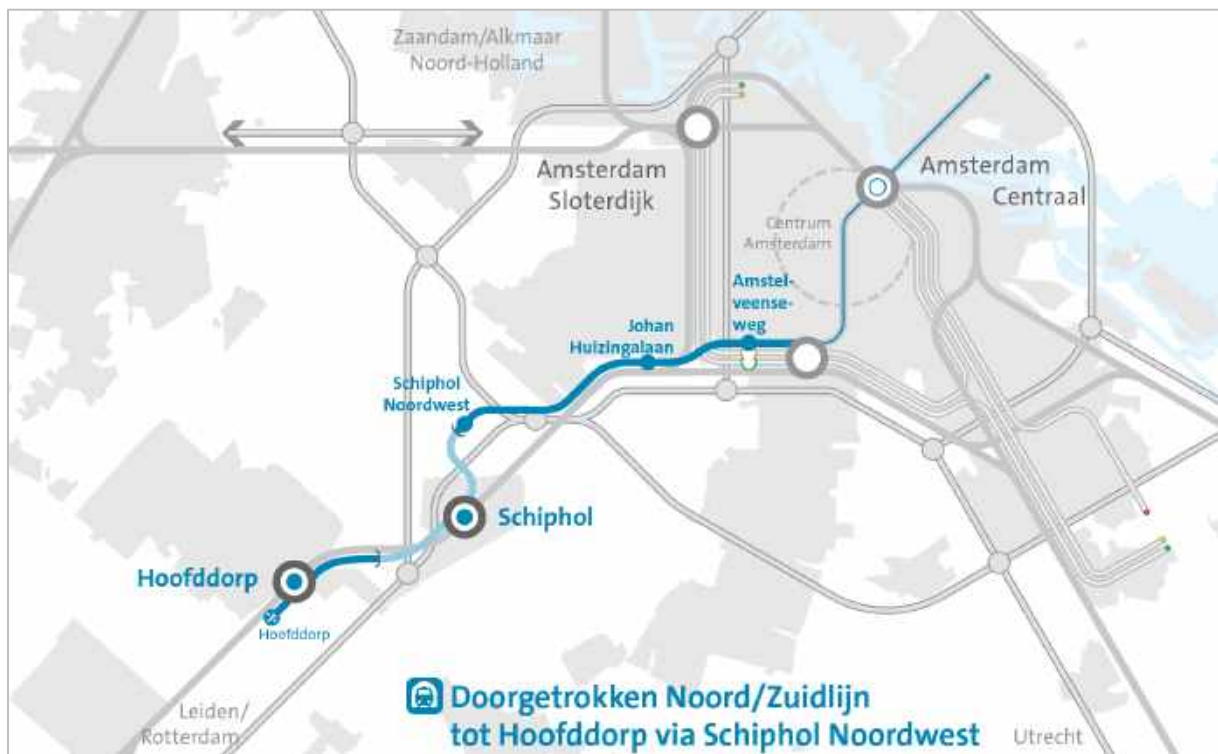 Zaandam/Alkmaar
Noord-Holland
Amsterdam
Sloterdijk
Amsterdam
Centraal
Centrum
Amsterdam
Amstel-
veense-
weg
Johan
Huizingalaan
Schiphol
Noordwest
Schiphol
Hoofddorp
Hoofddorp
Leiden/
Rotterdam
Doorgetrokken Noord/Zuidlijn
tot Hoofddorp via Schiphol Noordwest
Utrecht